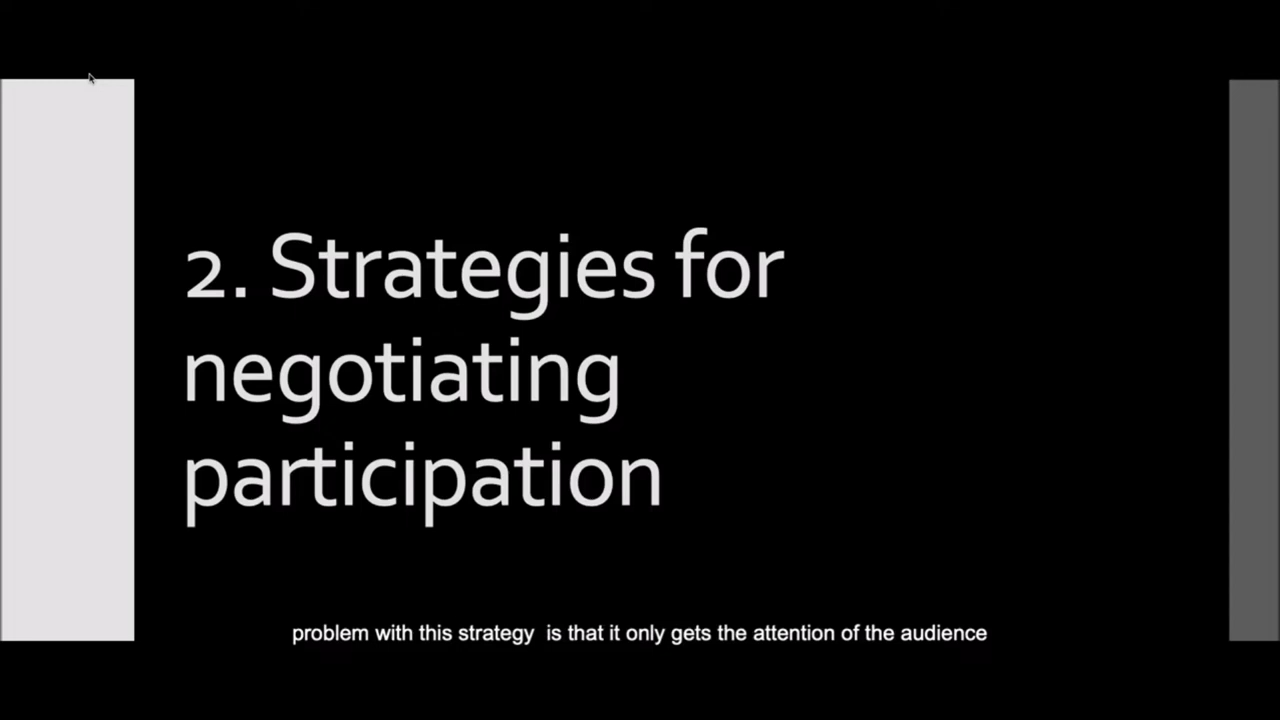 2. Strategies for
negotiating
participation
problem with this strategy  is that it only gets the attention of the audience